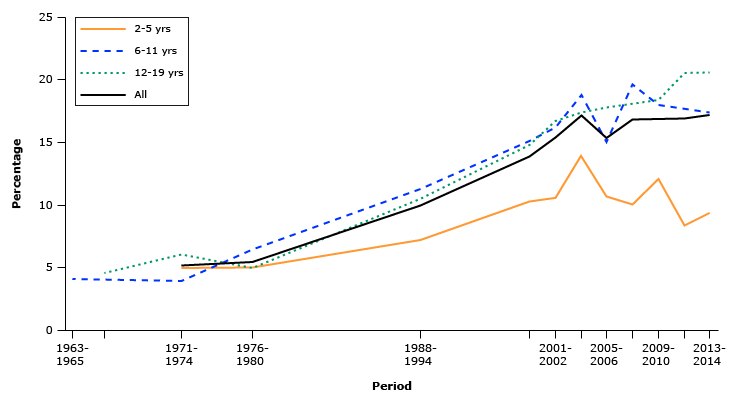 25
20
15
10
5
0
Percentage
2-5 yrs
6-11 yrs
12-19 yrs
All
1963- 1971- 1976- 1988- 2001- 2005- 2009- 2013-
1965 1974 1980 1994 2002 2006 2010 2014
Period